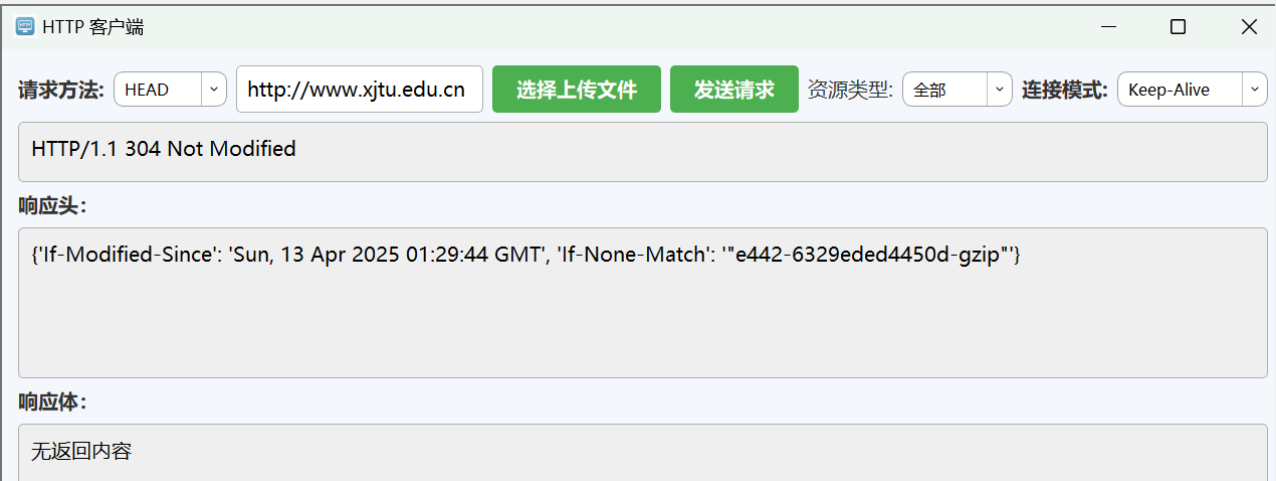 HTTP 客户端
请求方法: HEAD http://www.xjtu.edu.cn 选择上传文件 发送请求 资源类型: 全部 连接模式: Keep-Alive
HTTP/1.1 304 Not Modified
响应头:
{'If-Modified-Since': 'Sun, 13 Apr 2025 01:29:44 GMT', 'If-None-Match': '"e442-6329eded4450d-gzip"'}
响应体:
无返回内容